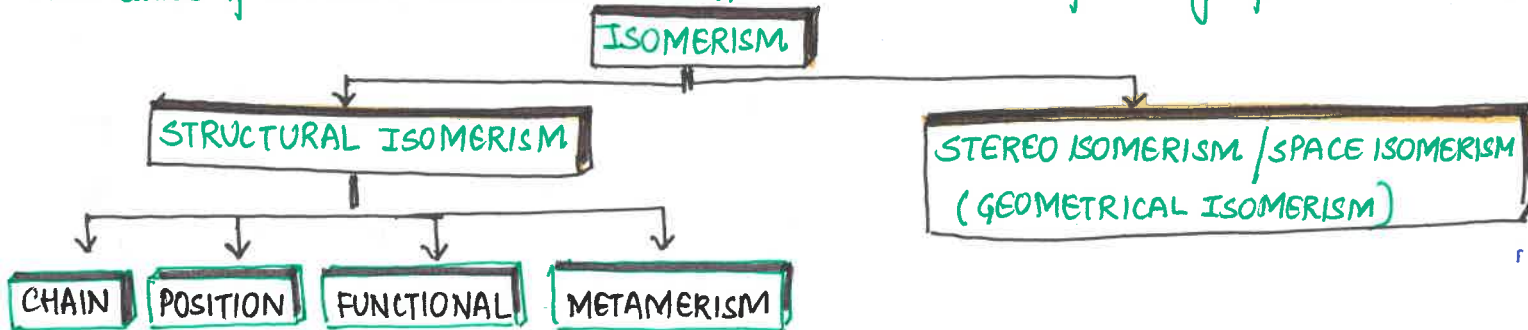 ISOMERISM
STRUCTURAL ISOMERISM
STEREO ISOMERISM / SPACE ISOMERISM
(GEOMETRICAL ISOMERISM)
CHAIN POSITION FUNCTIONAL METAMERISM